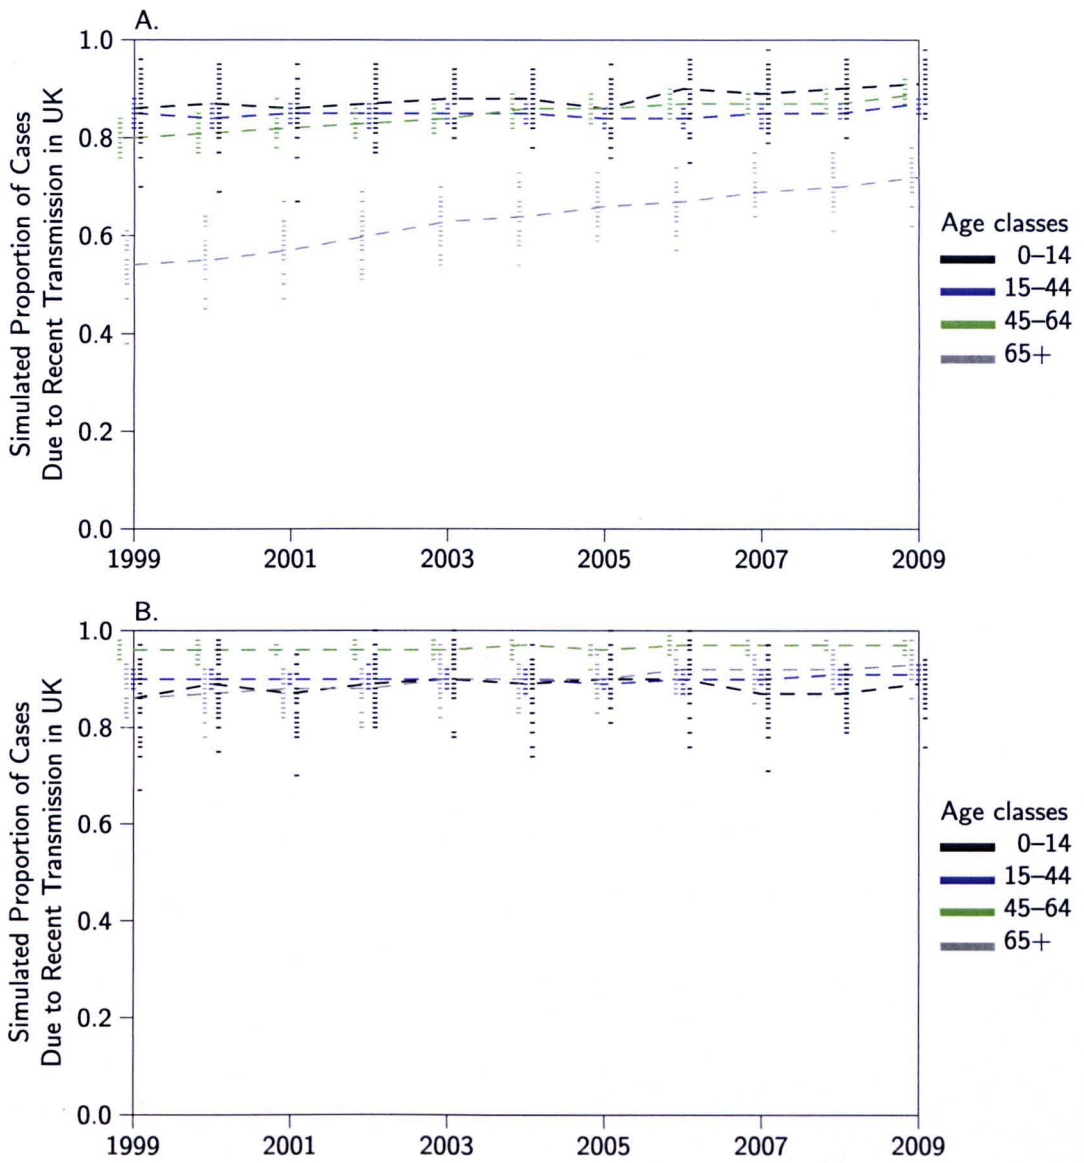 A.
1.0
0.8
0.6
0.4
0.2
0.0
Simulated Proportion of Cases
Due to Recent Transmission in UK
1999 2001 2003 2005 2007 2009
Age classes
0–14
15–44
45–64
65+
B.
1.0
0.8
0.6
0.4
0.2
0.0
Simulated Proportion of Cases
Due to Recent Transmission in UK
1999 2001 2003 2005 2007 2009
Age classes
0–14
15–44
45–64
65+